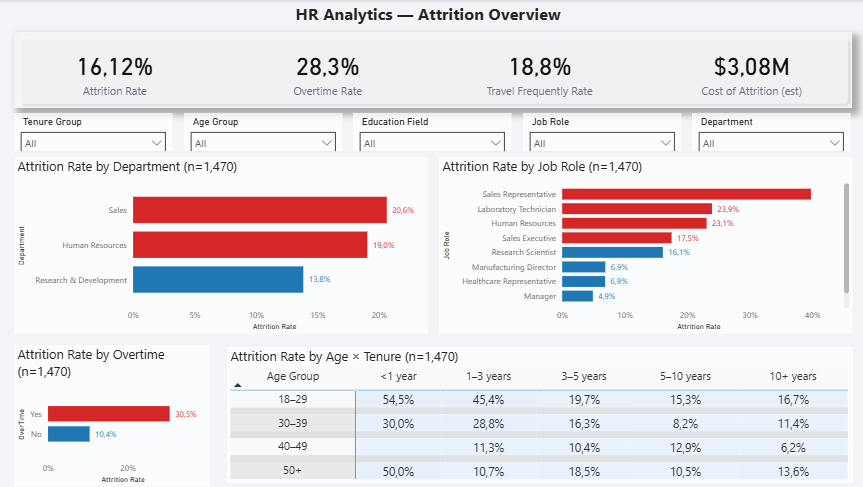 HR Analytics — Attrition Overview
16,12%
Attrition Rate
28,3%
Overtime Rate
18,8%
Travel Frequently Rate
$3,08M
Cost of Attrition (est)
Tenure Group
All
Age Group
All
Education Field
All
Job Role
All
Department
All
Attrition Rate by Department (n=1,470)
Department
Sales 20,6%
Human Resources 19,0%
Research & Development 13,8%
0% 5% 10% 15% 20%
Attrition Rate
Attrition Rate by Job Role (n=1,470)
Job Role
Sales Representative
Laboratory Technician 23,9%
Human Resources 23,1%
Sales Executive 17,5%
Research Scientist 16,1%
Manufacturing Director 6,9%
Healthcare Representative 6,9%
Manager 4,9%
0% 10% 20% 30% 40%
Attrition Rate
Attrition Rate by Overtime
(n=1,470)
OverTime
Yes 30,5%
No 10,4%
0% 20%
Attrition Rate
Attrition Rate by Age × Tenure (n=1,470)
Age Group <1 year 1–3 years 3–5 years 5–10 years 10+ years
18–29 54,5% 45,4% 19,7% 15,3% 16,7%
30–39 30,0% 28,8% 16,3% 8,2% 11,4%
40–49 11,3% 10,4% 12,9% 6,2%
50+ 50,0% 10,7% 18,5% 10,5% 13,6%